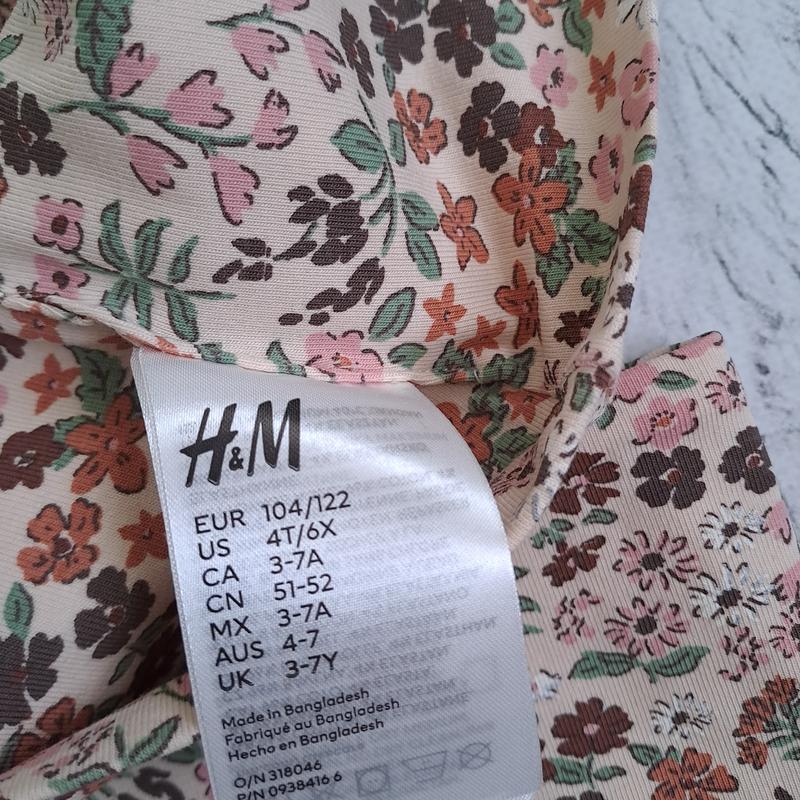 H&M
EUR 104/122
US 4T/6X
CA 3-7A
CN 51-52
MX 3-7A
AUS 4-7
UK 3-7Y
Made in Bangladesh
Fabriqué au Bangladesh
Hecho en Bangladesh
O/N 318046
P/N 0938416 6